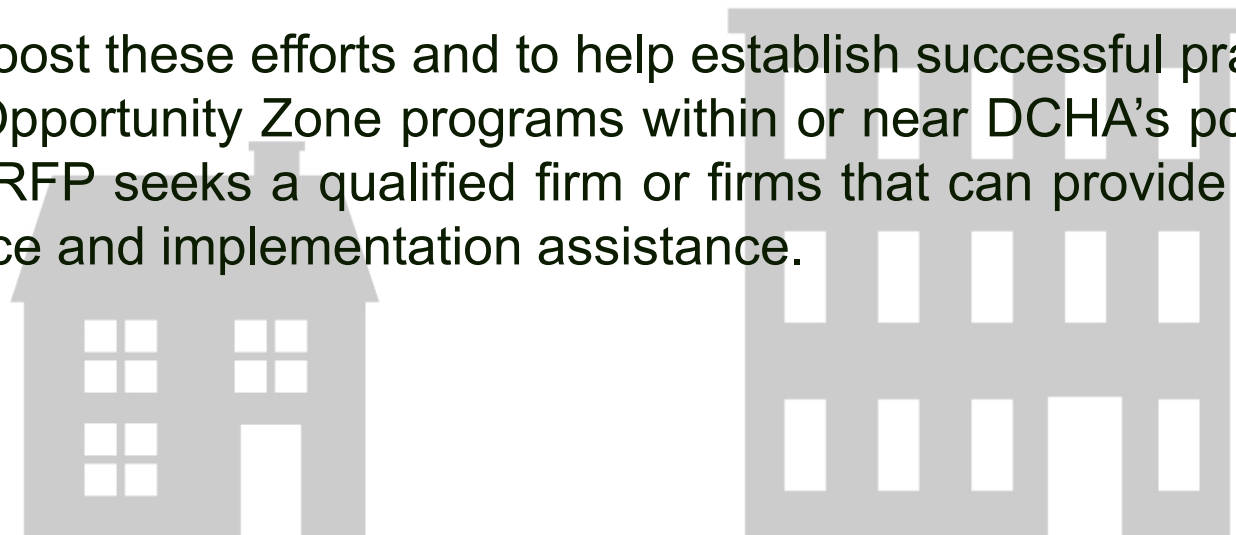 oost these efforts and to help establish successful pra
Opportunity Zone programs within or near DCHA’s po
RFP seeks a qualified firm or firms that can provide
ce and implementation assistance.